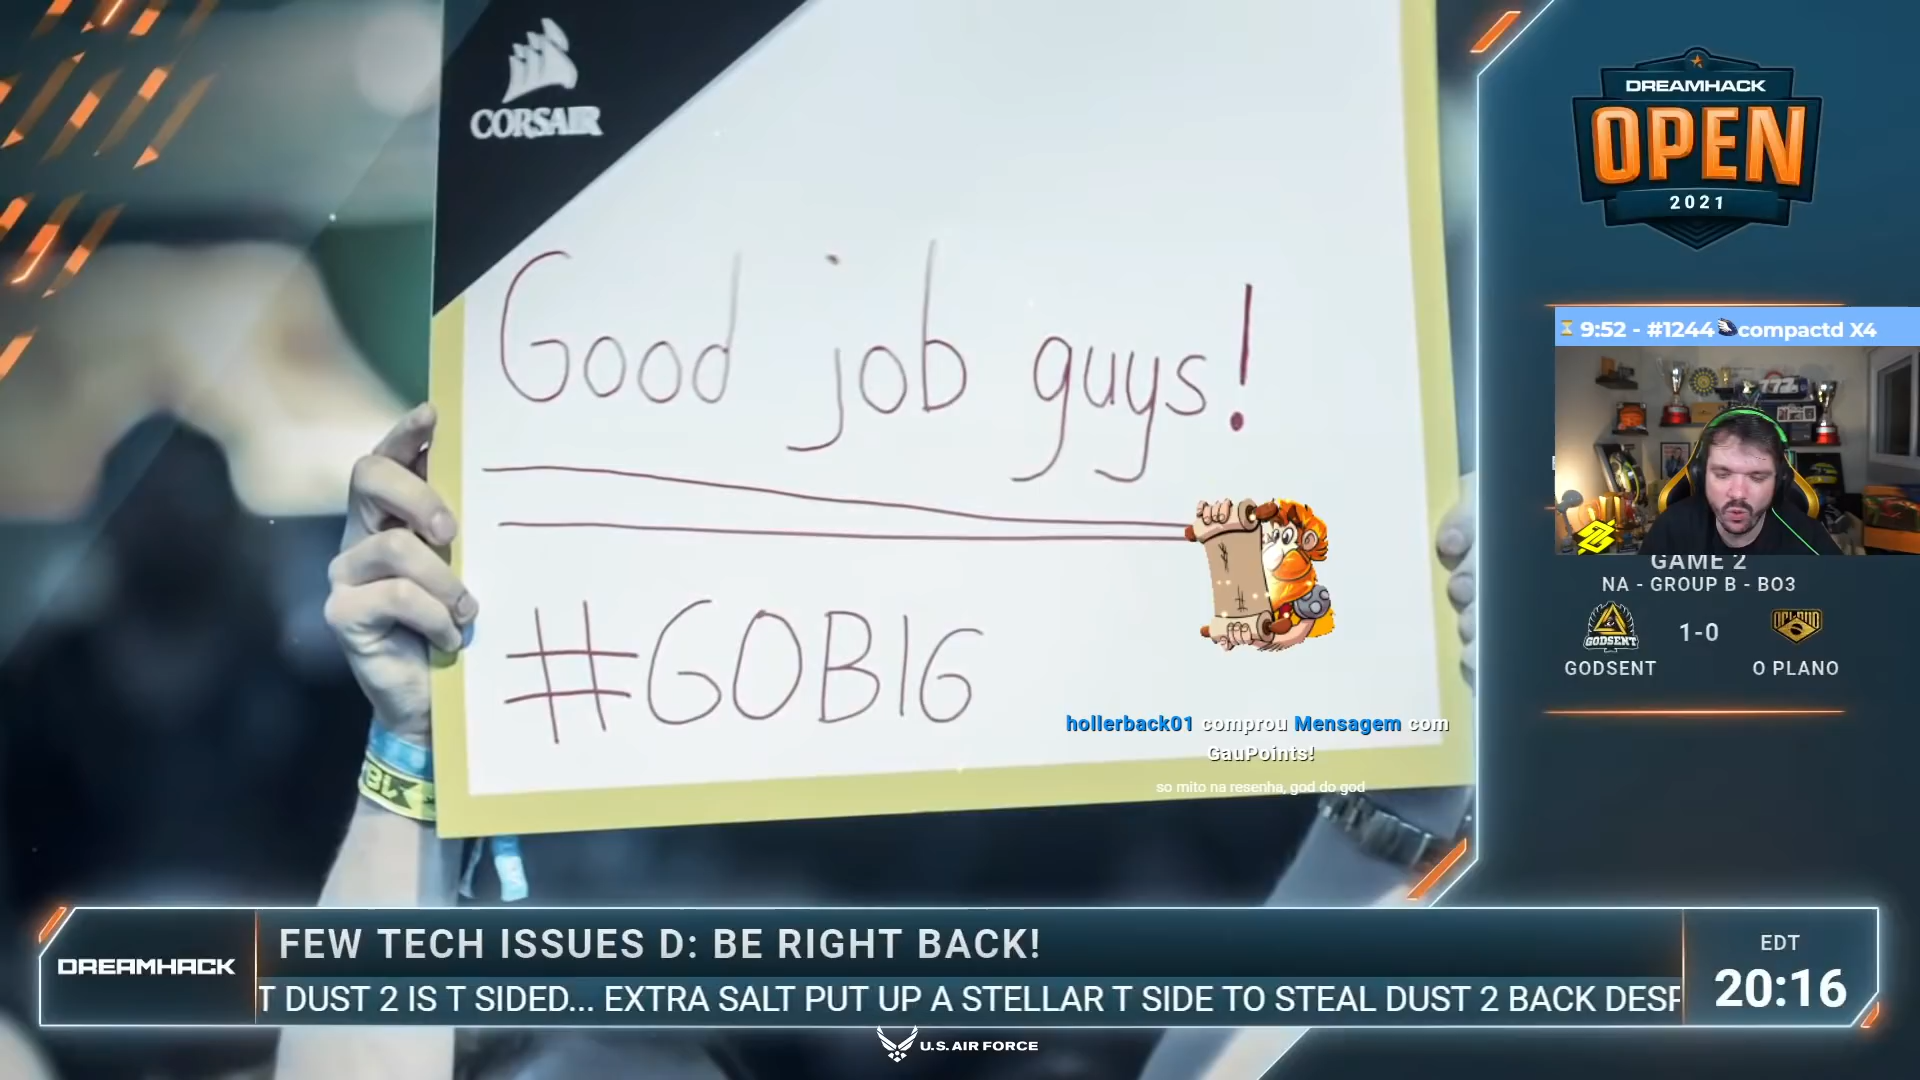 CORSAIR
Good job guys!
#GOBIG
hollerback01 comprou Mensagem com
GauPoints!
so mito na resenha, god do god
DREAMHACK
OPEN
2021
9:52 - #1244 compactd X4
GAME 2
NA - GROUP B - BO3
GODSENT
1-0
GODSENT
O PLANO
DREAMHACK
FEW TECH ISSUES D: BE RIGHT BACK!
T DUST 2 IS T SIDED... EXTRA SALT PUT UP A STELLAR T SIDE TO STEAL DUST 2 BACK
EDT
20:16
U.S. AIR FORCE